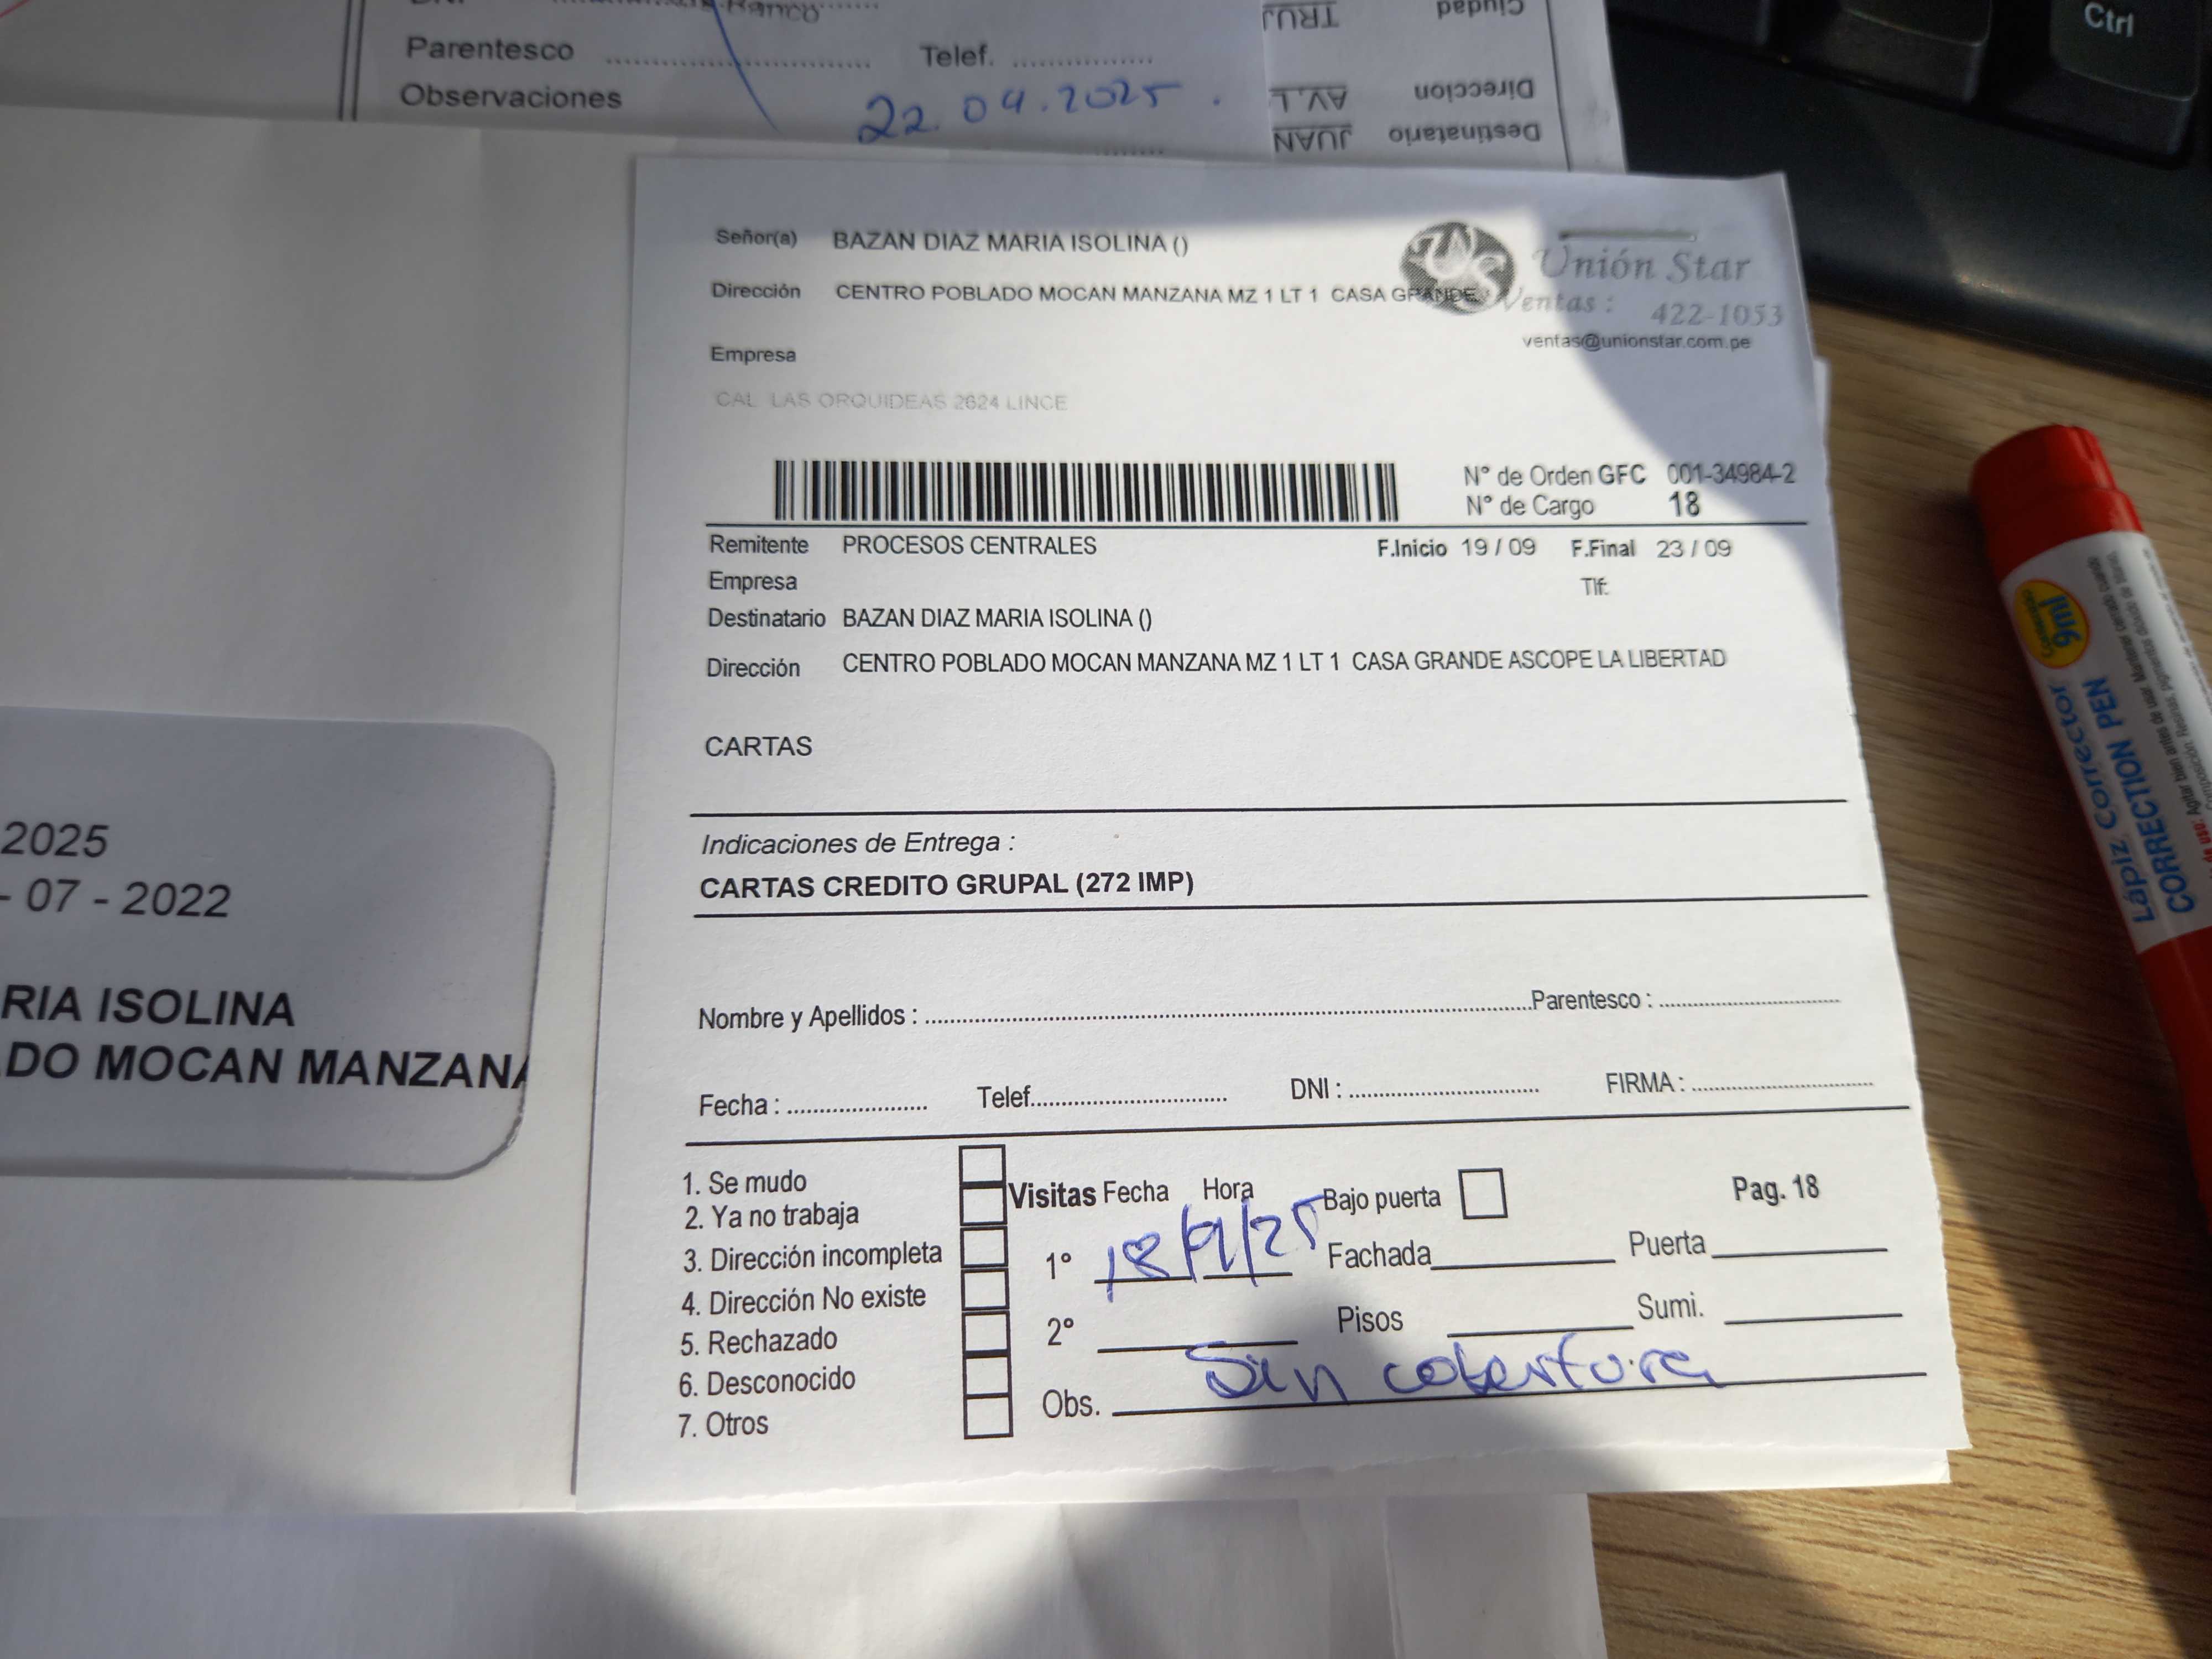 Banco
Parentesco ........................ Telef. ................
Observaciones
22.04.2025.
Ciudad TRUJ
Direccion AV.L
Destinatario JUAN
Ctrl
Señor(a) BAZAN DIAZ MARIA ISOLINA ()
Dirección CENTRO POBLADO MOCAN MANZANA MZ 1 LT 1 CASA GRANDE
Unión Star
Ventas : 422-1053
ventas@unionstar.com.pe
Empresa
CAL LAS ORQUIDEAS 2624 LINCE
N° de Orden GFC 001-34984-2
N° de Cargo 18
Remitente PROCESOS CENTRALES F.Inicio 19 / 09 F.Final 23 / 09
Empresa Tlf:
Destinatario BAZAN DIAZ MARIA ISOLINA ()
Dirección CENTRO POBLADO MOCAN MANZANA MZ 1 LT 1 CASA GRANDE ASCOPE LA LIBERTAD
CARTAS
Indicaciones de Entrega :
CARTAS CREDITO GRUPAL (272 IMP)
Nombre y Apellidos : ........................ Parentesco : ........................
Fecha : ........................ Telef........................ DNI : ........................ FIRMA : ........................
1. Se mudo
2. Ya no trabaja
3. Dirección incompleta
4. Dirección No existe
5. Rechazado
6. Desconocido
7. Otros
Visitas Fecha Hora Bajo puerta Pag. 18
1° 18/9/25 Fachada Puerta
2° Pisos Sumi.
Obs. Sin cobertura
2025
- 07 - 2022
RIA ISOLINA
DO MOCAN MANZANA
Contenido 9ml
Lápiz Corrector
CORRECTION PEN